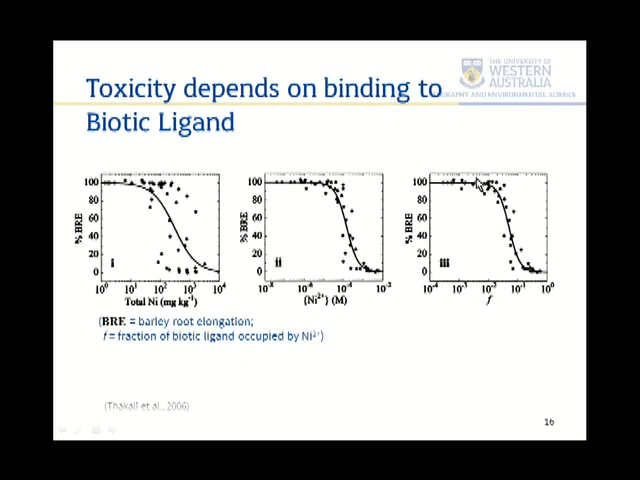 Toxicity depends on binding to
Biotic Ligand
THE UNIVERSITY OF
WESTERN
AUSTRALIA
GRAPHY AND ENVIRONMENTAL SCIENCE
% BRE
100
80
60
40
20
0
i
10⁰ 10¹ 10² 10³ 10⁴
Total Ni (mg kg⁻¹)
% BRE
100
80
60
40
20
0
ii
10⁻⁸ 10⁻⁶ 10⁻⁴ 10⁻²
{Ni²⁺} (M)
% BRE
100
80
60
40
20
0
iii
10⁻⁴ 10⁻³ 10⁻² 10⁻¹ 10⁰
f
(BRE = barley root elongation;
f = fraction of biotic ligand occupied by Ni²⁺)
(Thakali et al., 2006)
16